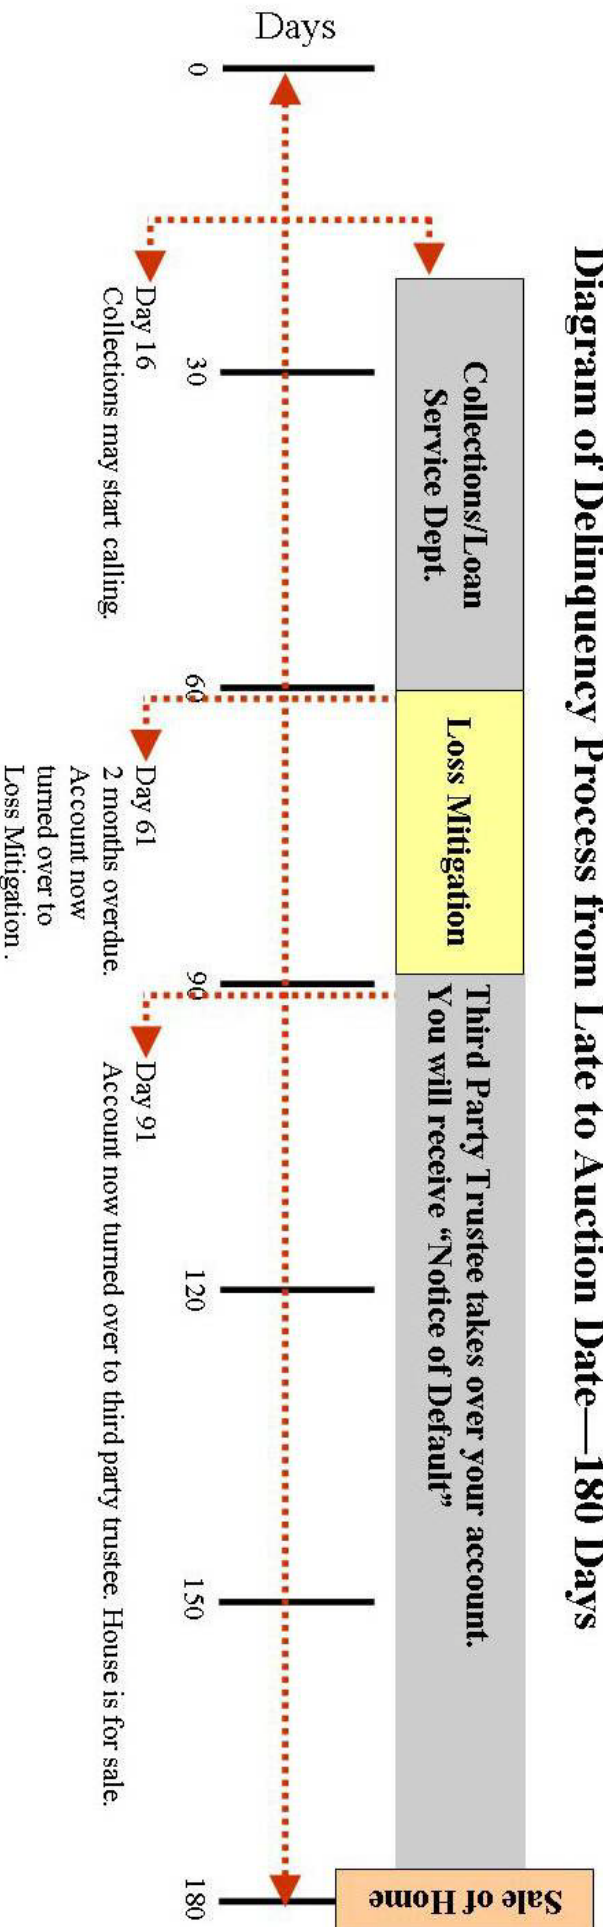 Diagram of Delinquency Process from Late to Auction Date—180 Days
Collections/Loan
Service Dept.
Loss Mitigation
Third Party Trustee takes over your account.
You will receive “Notice of Default”
Sale of Home
Days
0
30
60
90
120
150
180
Day 16
Collections may start calling.
Day 61
2 months overdue.
Account now
turned over to
Loss Mitigation .
Day 91
Account now turned over to third party trustee. House is for sale.